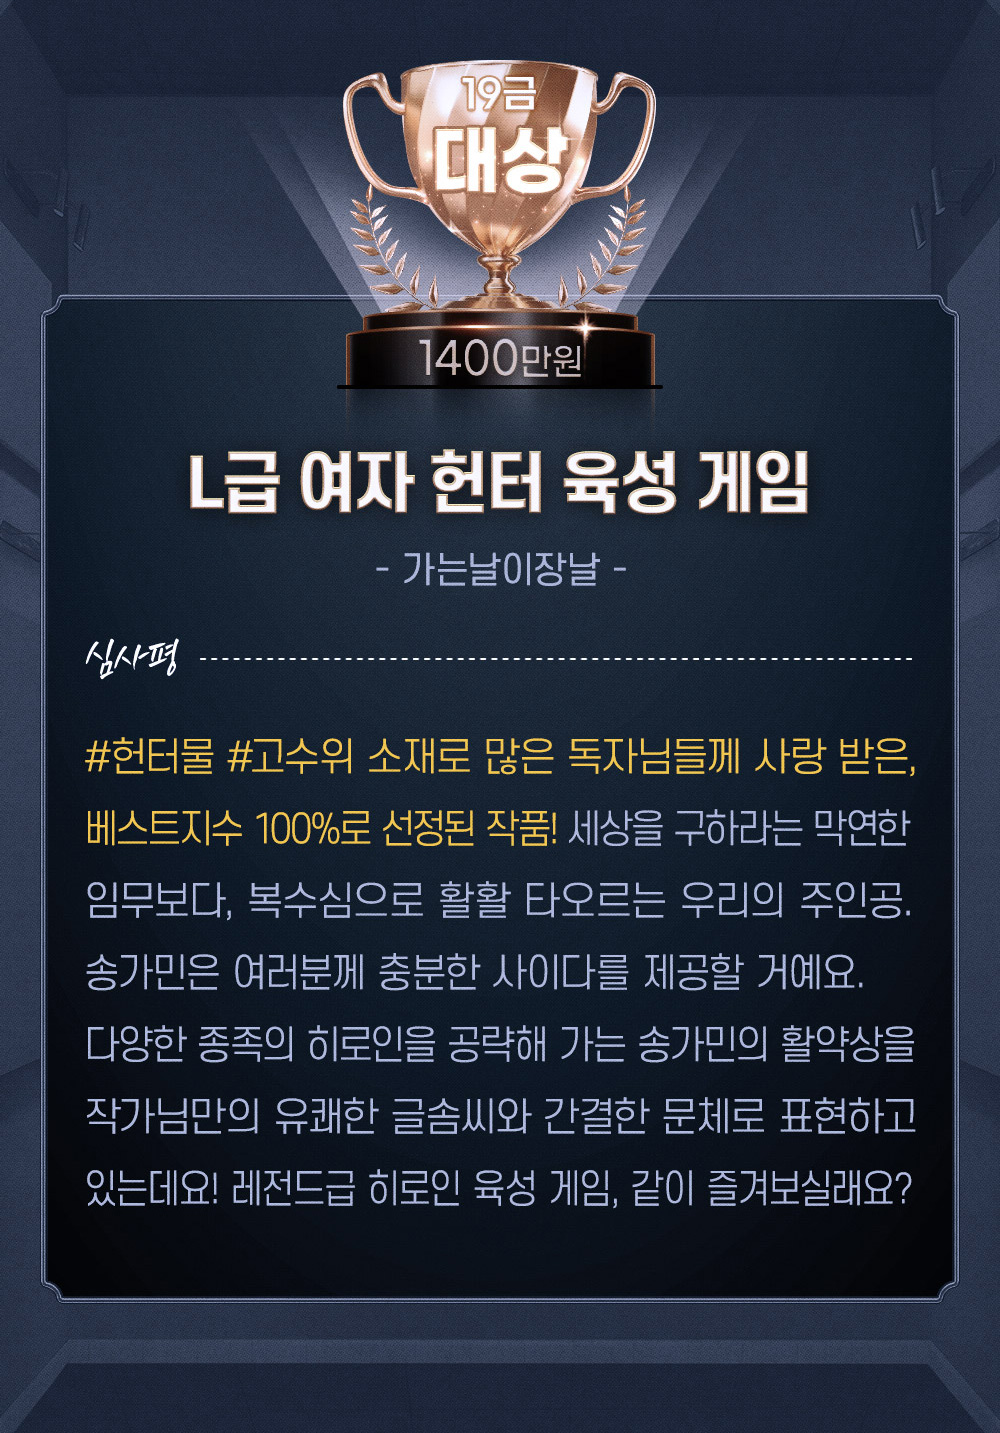 19금
대상
1400만원
L급 여자 헌터 육성 게임
- 가는날이장날 -
심사평
#헌터물 #고수위 소재로 많은 독자님들께 사랑 받은,
베스트지수 100%로 선정된 작품! 세상을 구하라는 막연한
임무보다, 복수심으로 활활 타오르는 우리의 주인공.
송가민은 여러분께 충분한 사이다를 제공할 거예요.
다양한 종족의 히로인을 공략해 가는 송가민의 활약상을
작가님만의 유쾌한 글솜씨와 간결한 문체로 표현하고
있는데요! 레전드급 히로인 육성 게임, 같이 즐겨보실래요?